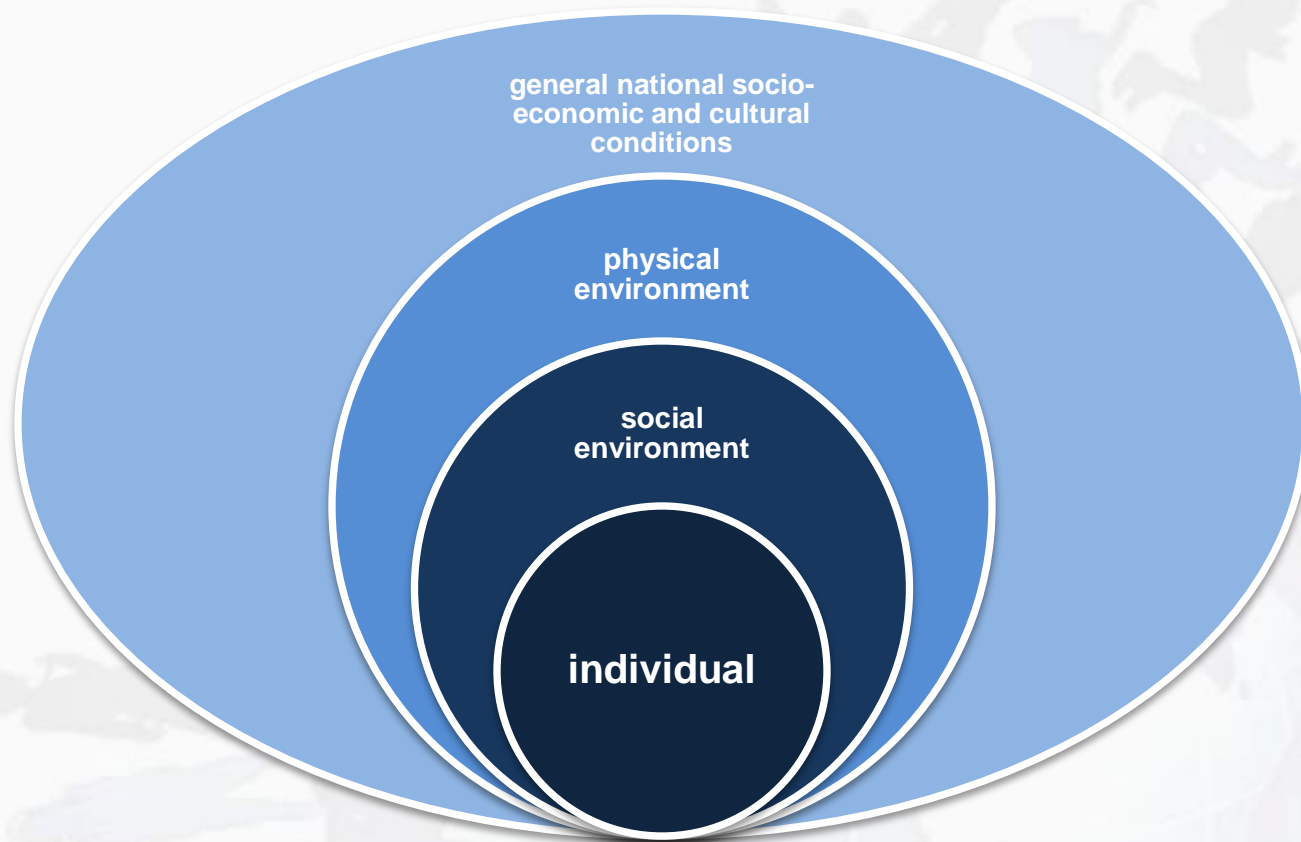 general national socio-
economic and cultural
conditions
physical
environment
social
environment
individual